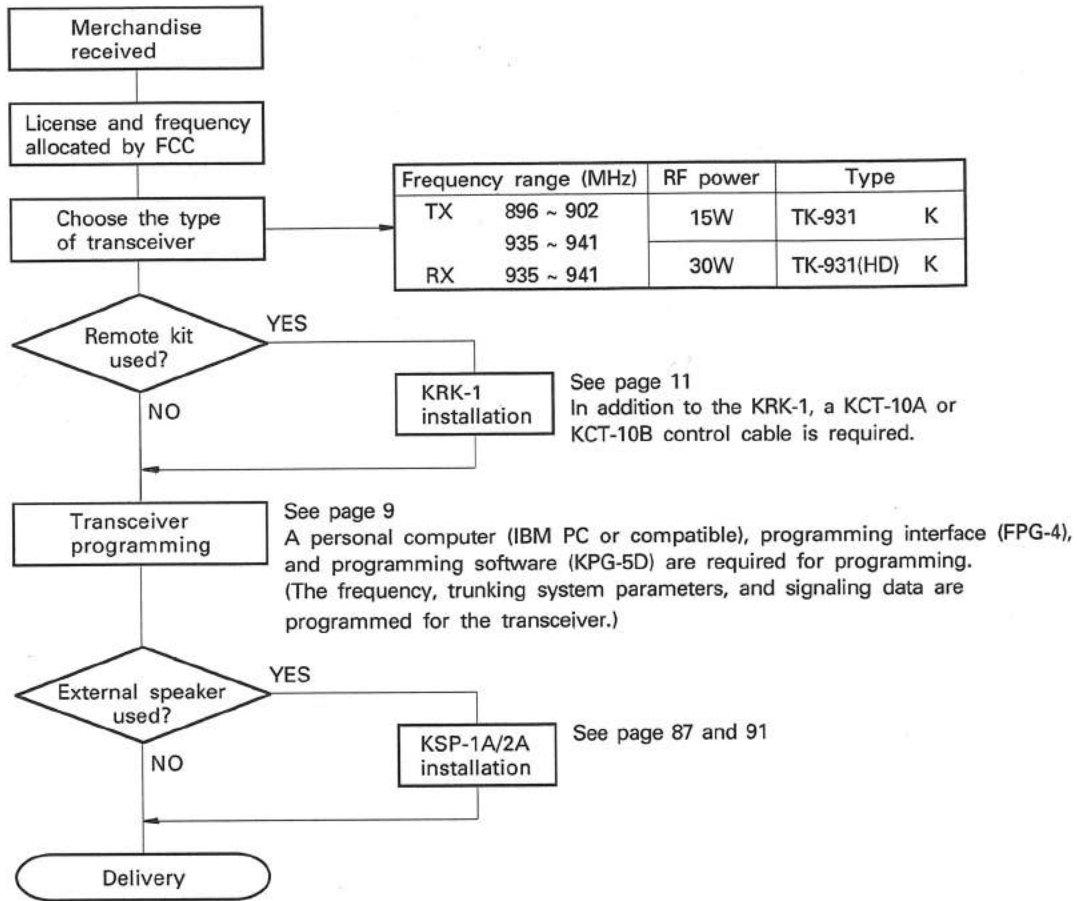 Merchandise
received
License and frequency
allocated by FCC
Choose the type
of transceiver
Frequency range (MHz) RF power Type
TX 896 ~ 902 15W TK-931 K
935 ~ 941
RX 935 ~ 941 30W TK-931(HD) K
Remote kit
used?
YES
NO
KRK-1
installation
See page 11
In addition to the KRK-1, a KCT-10A or
KCT-10B control cable is required.
Transceiver
programming
See page 9
A personal computer (IBM PC or compatible), programming interface (FPG-4),
and programming software (KPG-5D) are required for programming.
(The frequency, trunking system parameters, and signaling data are
programmed for the transceiver.)
External speaker
used?
YES
NO
KSP-1A/2A
installation
See page 87 and 91
Delivery